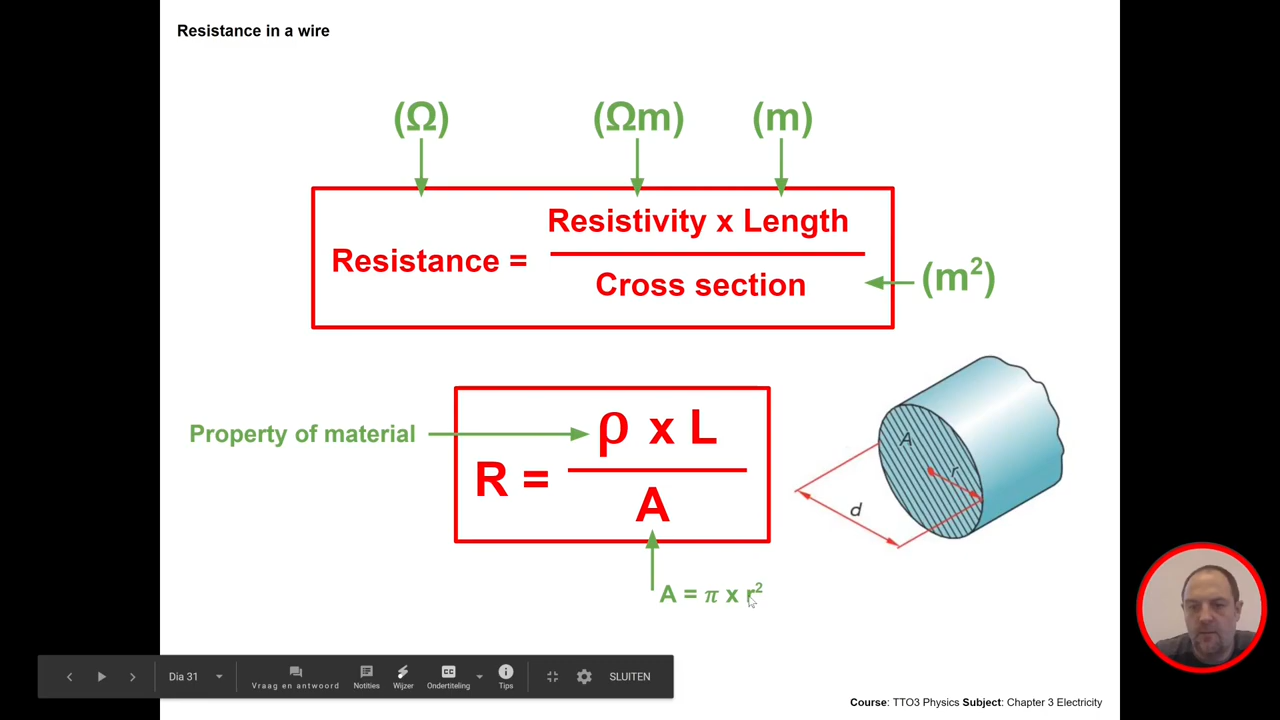 Resistance in a wire
(Ω) (Ωm) (m)
Resistivity x Length
Resistance =
Cross section
(m²)
Property of material
ρ x L
R =
A
A = π x r²
A
r
d
Dia 31
Vraag en antwoord
Notities
Wijzer
CC
Ondertiteling
Tips
SLUITEN
Course: TTO3 Physics Subject: Chapter 3 Electricity